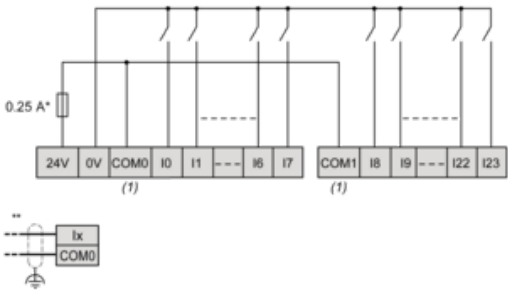 0.25 A*
24V 0V COM0 I0 I1 I6 I7 COM1 I8 I9 I22 I23
(1) (1)
**
Ix
COM0